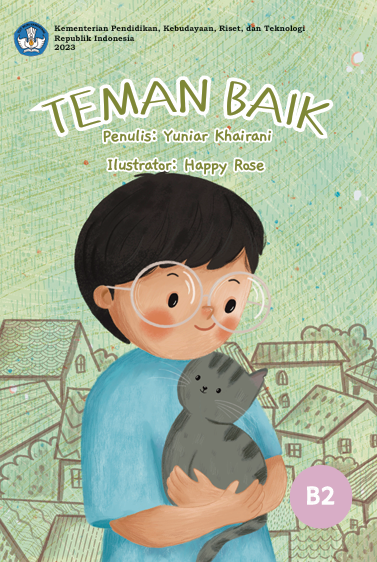 Kementerian Pendidikan, Kebudayaan, Riset, dan Teknologi
Republik Indonesia
2023
TEMAN BAIK
Penulis: Yuniar Khairani
Ilustrator: Happy Rose
B2